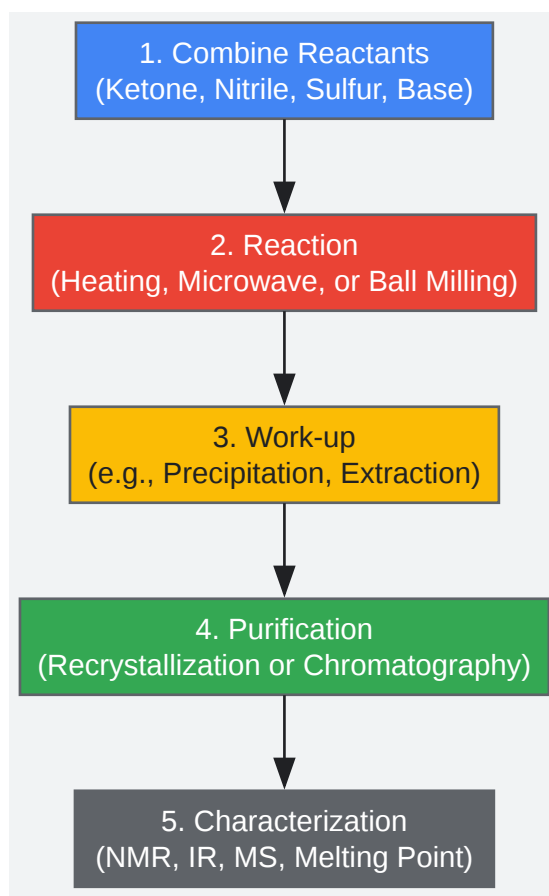 1. Combine Reactants
(Ketone, Nitrile, Sulfur, Base)
2. Reaction
(Heating, Microwave, or Ball Milling)
3. Work-up
(e.g., Precipitation, Extraction)
4. Purification
(Recrystallization or Chromatography)
5. Characterization
(NMR, IR, MS, Melting Point)